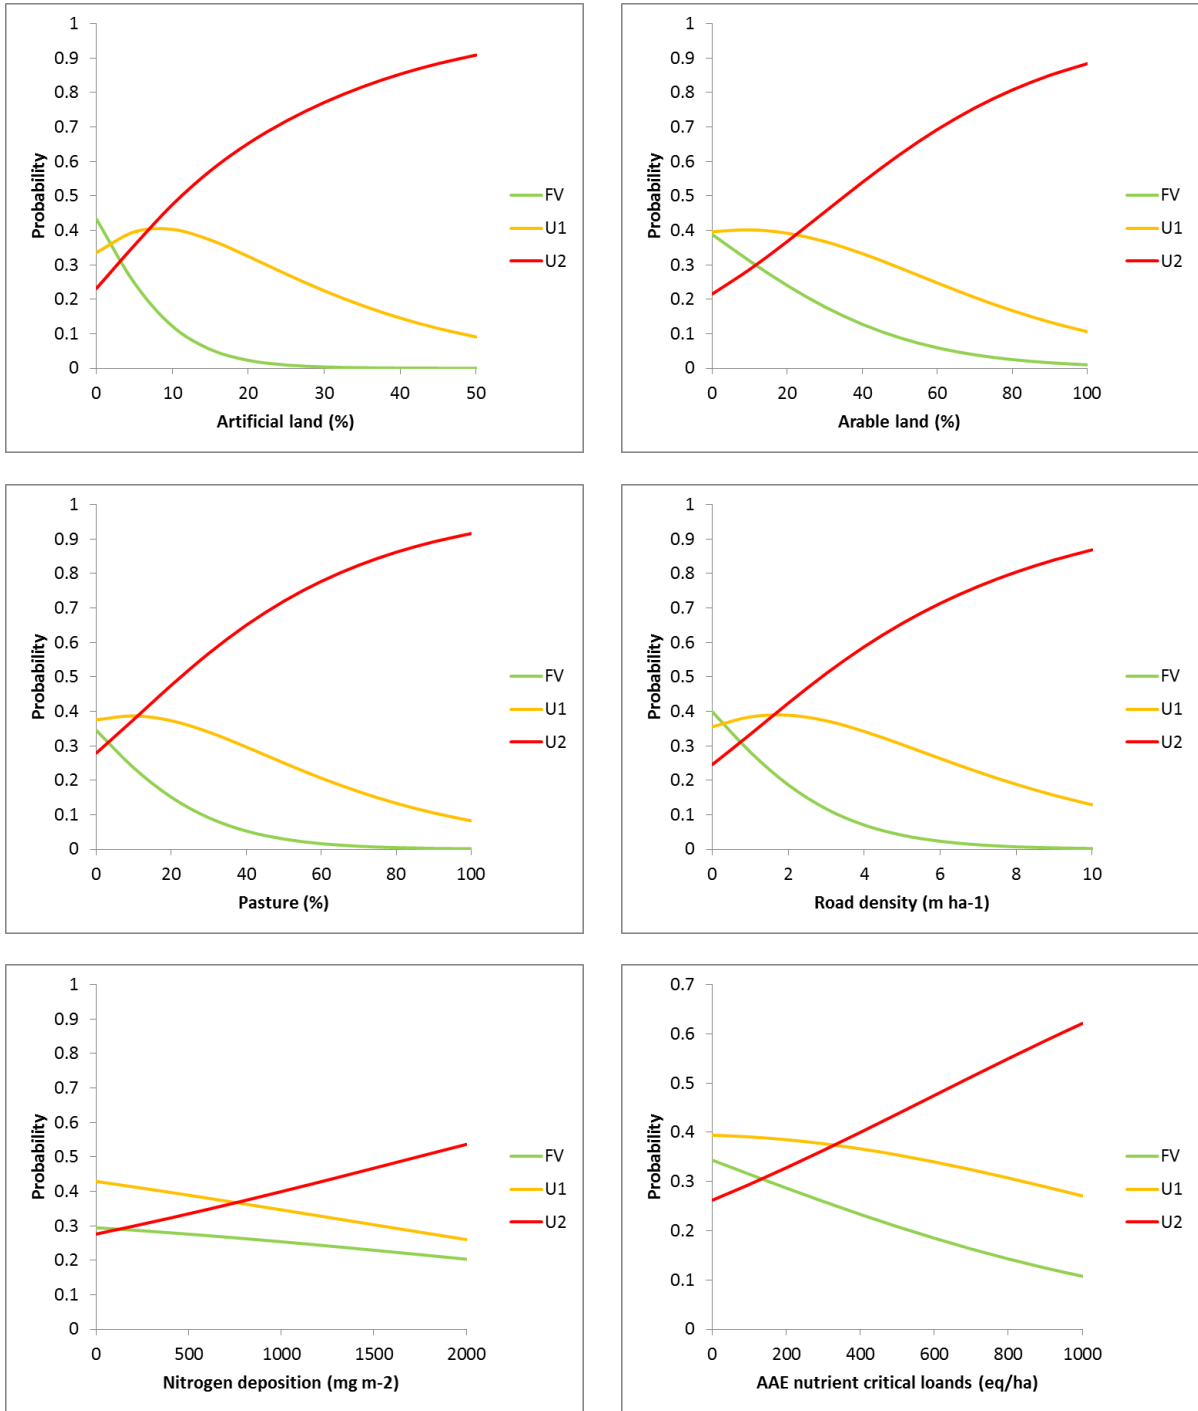 1
0.9
0.8
0.7
0.6
0.5
0.4
0.3
0.2
0.1
0
Probability
0 10 20 30 40 50
Artificial land (%)
FV
U1
U2
1
0.9
0.8
0.7
0.6
0.5
0.4
0.3
0.2
0.1
0
Probability
0 20 40 60 80 100
Arable land (%)
FV
U1
U2
1
0.9
0.8
0.7
0.6
0.5
0.4
0.3
0.2
0.1
0
Probability
0 20 40 60 80 100
Pasture (%)
FV
U1
U2
1
0.9
0.8
0.7
0.6
0.5
0.4
0.3
0.2
0.1
0
Probability
0 2 4 6 8 10
Road density (m ha-1)
FV
U1
U2
1
0.9
0.8
0.7
0.6
0.5
0.4
0.3
0.2
0.1
0
Probability
0 500 1000 1500 2000
Nitrogen deposition (mg m-2)
FV
U1
U2
0.7
0.6
0.5
0.4
0.3
0.2
0.1
0
Probability
0 200 400 600 800 1000
AAE nutrient critical loands (eq/ha)
FV
U1
U2